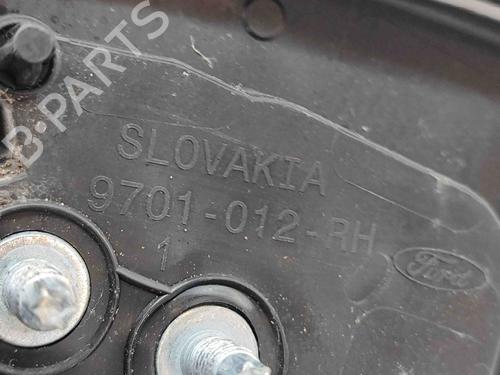 B-PARTS
SLOVAKIA
9701-012-RH
1
Ford